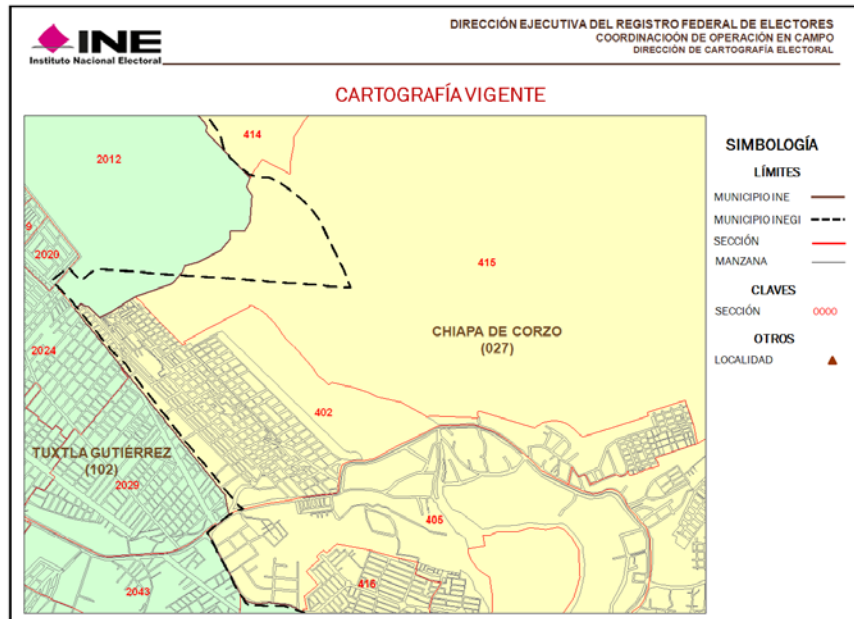 INE
Instituto Nacional Electoral
DIRECCIÓN EJECUTIVA DEL REGISTRO FEDERAL DE ELECTORES
COORDINACIOÓN DE OPERACIÓN EN CAMPO
DIRECCIÓN DE CARTOGRAFÍA ELECTORAL
CARTOGRAFÍA VIGENTE
414
2012
9
2020
415
CHIAPA DE CORZO
(027)
2024
402
TUXTLA GUTIÉRREZ
(102)
2029
405
416
2043
SIMBOLOGÍA
LÍMITES
MUNICIPIO INE
MUNICIPIO INEGI
SECCIÓN
MANZANA
CLAVES
SECCIÓN 0000
OTROS
LOCALIDAD